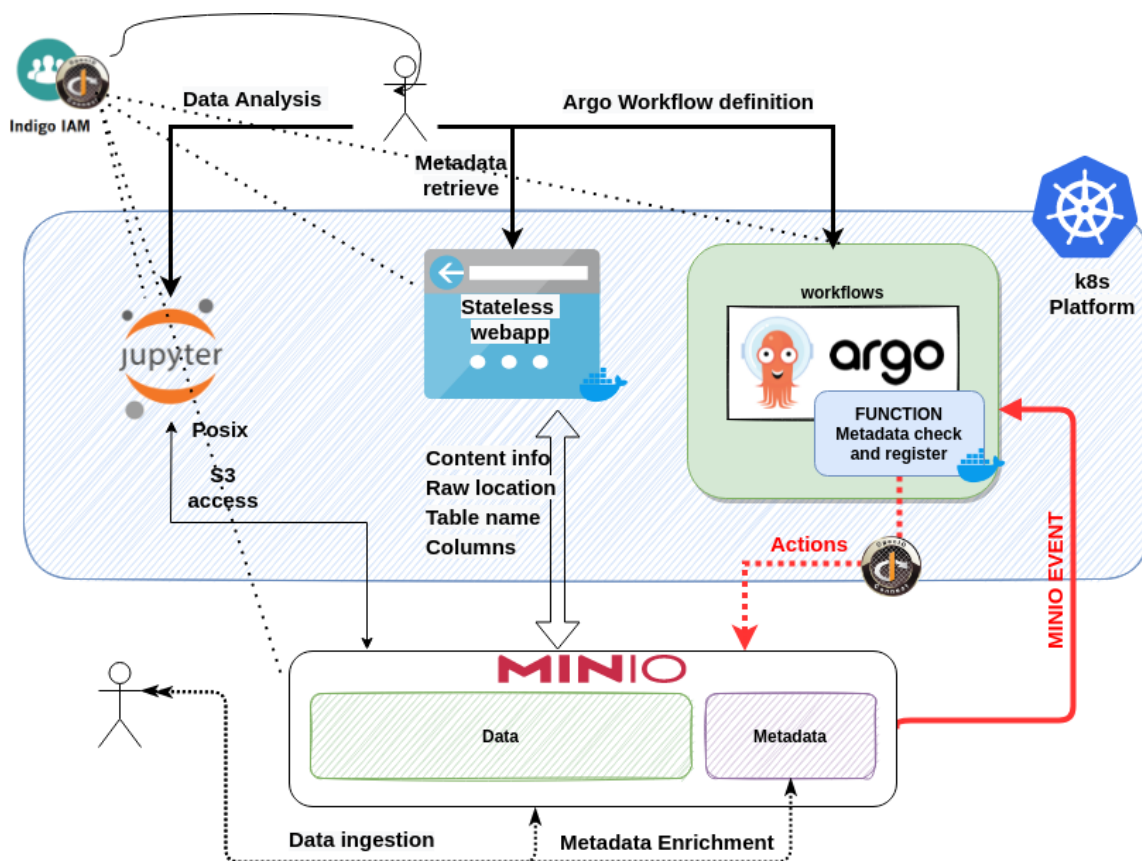 Indigo IAM
Data Analysis
Argo Workflow definition
Metadata
retrieve
k8s
Platform
workflows
Stateless
webapp
jupyter
argo
FUNCTION
Metadata check
and register
Posix
S3
access
Content info
Raw location
Table name
Columns
Actions
OpenID
Connect
MINIO EVENT
MINIO
Data
Metadata
Data ingestion
Metadata Enrichment